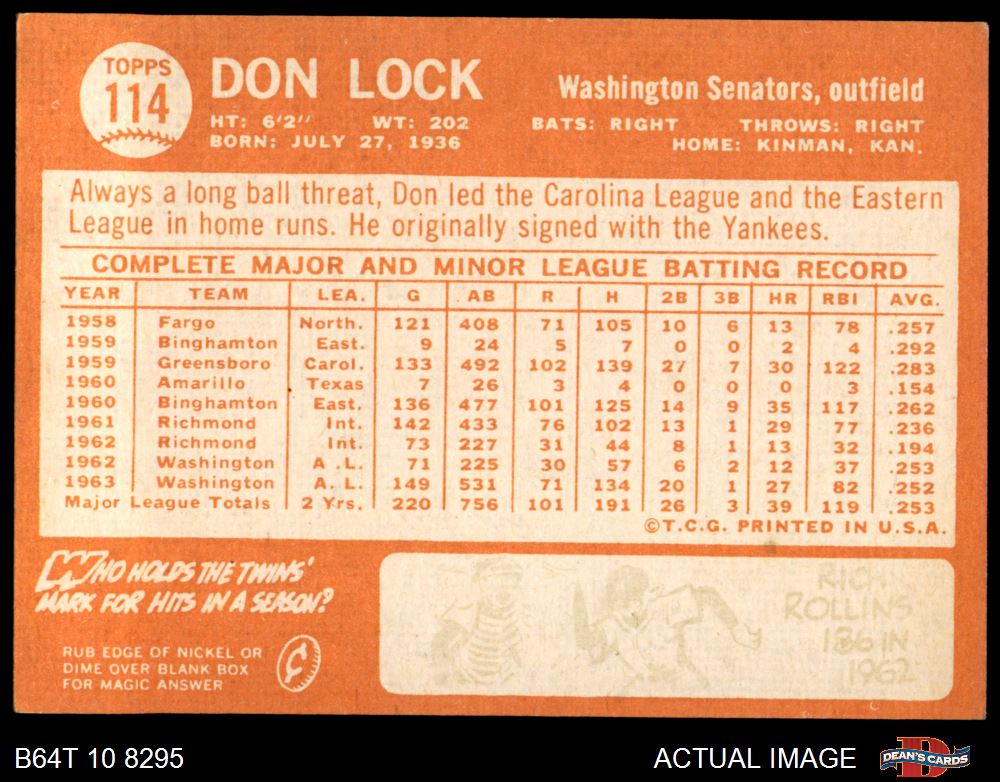 TOPPS
114
DON LOCK
Washington Senators, outfield
HT: 6'2" WT: 202
BATS: RIGHT THROWS: RIGHT
BORN: JULY 27, 1936
HOME: KINMAN, KAN.
Always a long ball threat, Don led the Carolina League and the Eastern
League in home runs. He originally signed with the Yankees.
COMPLETE MAJOR AND MINOR LEAGUE BATTING RECORD
YEAR TEAM LEA. G AB R H 2B 3B HR RBI AVG.
1958 Fargo North. 121 408 71 105 10 6 13 78 .257
1959 Binghamton East. 9 24 5 7 0 0 2 4 .292
1959 Greensboro Carol. 133 492 102 139 27 7 30 122 .283
1960 Amarillo Texas 7 26 3 4 0 0 0 3 .154
1960 Binghamton East. 136 477 101 125 14 9 35 117 .262
1961 Richmond Int. 142 433 76 102 13 1 29 77 .236
1962 Richmond Int. 73 227 31 44 8 1 13 32 .194
1962 Washington A .L. 71 225 30 57 6 2 12 37 .253
1963 Washington A. L. 149 531 71 134 20 1 27 82 .252
Major League Totals 2 Yrs. 220 756 101 191 26 3 39 119 .253
©T.C.G. PRINTED IN U.S.A.
WHO HOLDS THE TWINS'
MARK FOR HITS IN A SEASON?
RUB EDGE OF NICKEL OR
DIME OVER BLANK BOX
FOR MAGIC ANSWER
¢
RICH
ROLLINS
186 IN
1962
B64T 10 8295
ACTUAL IMAGE
DEAN'S CARDS